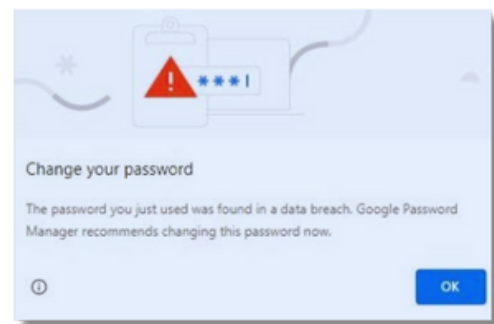 ***|
Change your password
The password you just used was found in a data breach. Google Password
Manager recommends changing this password now.
OK